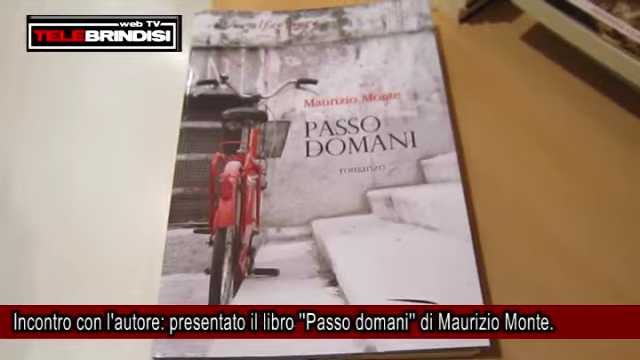 web TV
TELEBRINDISI
Maurizio Monte
PASSO
DOMANI
romanzo
Incontro con l'autore: presentato il libro "Passo domani" di Maurizio Monte.